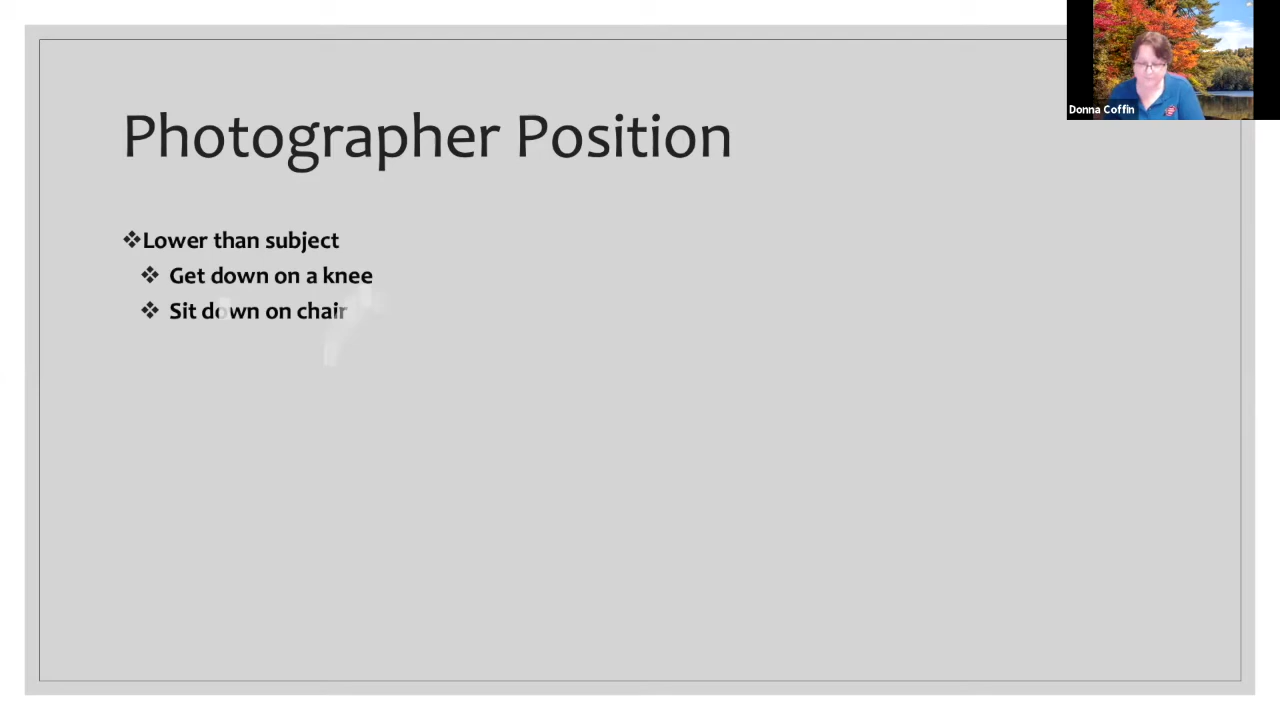 Photographer Position
Donna Coffin
❖Lower than subject
❖ Get down on a knee
❖ Sit down on chair